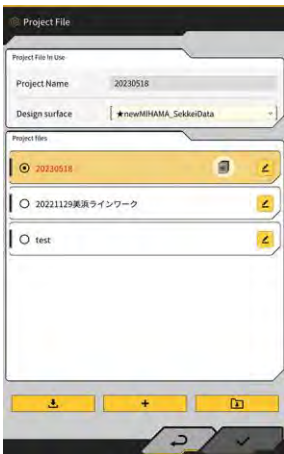 Project File
Project File In Use
Project Name 20230518
Design surface ★newMIHAMA_SekkeiData
Project files
20230518
20221129美浜ラインワーク
test